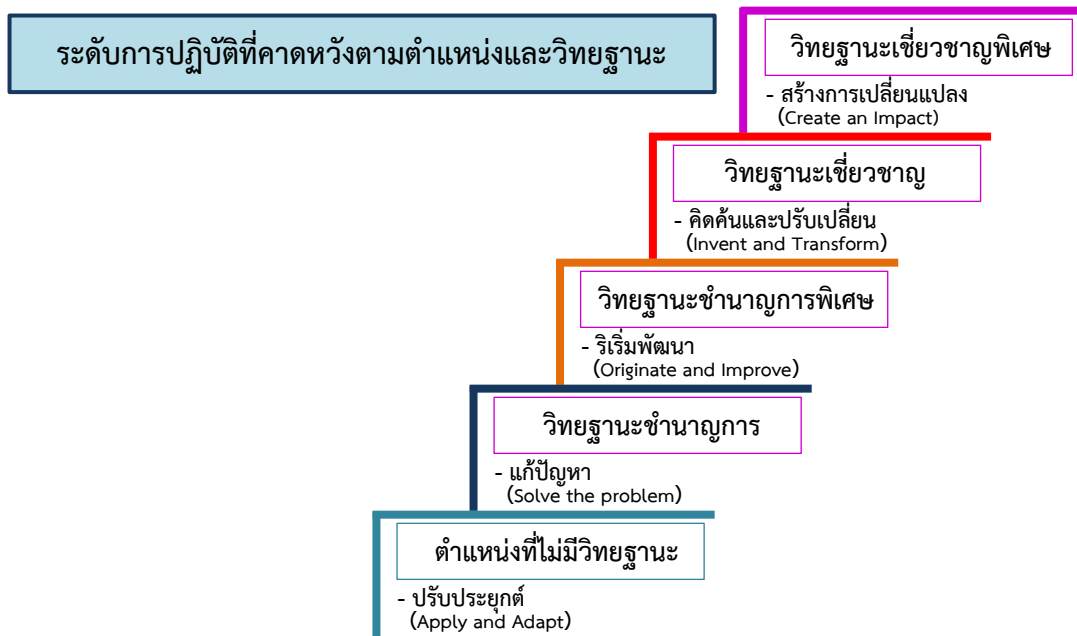 ระดับการปฏิบัติที่คาดหวังตามตำแหน่งและวิทยฐานะ
วิทยฐานะเชี่ยวชาญพิเศษ
- สร้างการเปลี่ยนแปลง
(Create an Impact)
วิทยฐานะเชี่ยวชาญ
- คิดค้นและปรับเปลี่ยน
(Invent and Transform)
วิทยฐานะชำนาญการพิเศษ
- ริเริ่มพัฒนา
(Originate and Improve)
วิทยฐานะชำนาญการ
- แก้ปัญหา
(Solve the problem)
ตำแหน่งที่ไม่มีวิทยฐานะ
- ปรับประยุกต์
(Apply and Adapt)